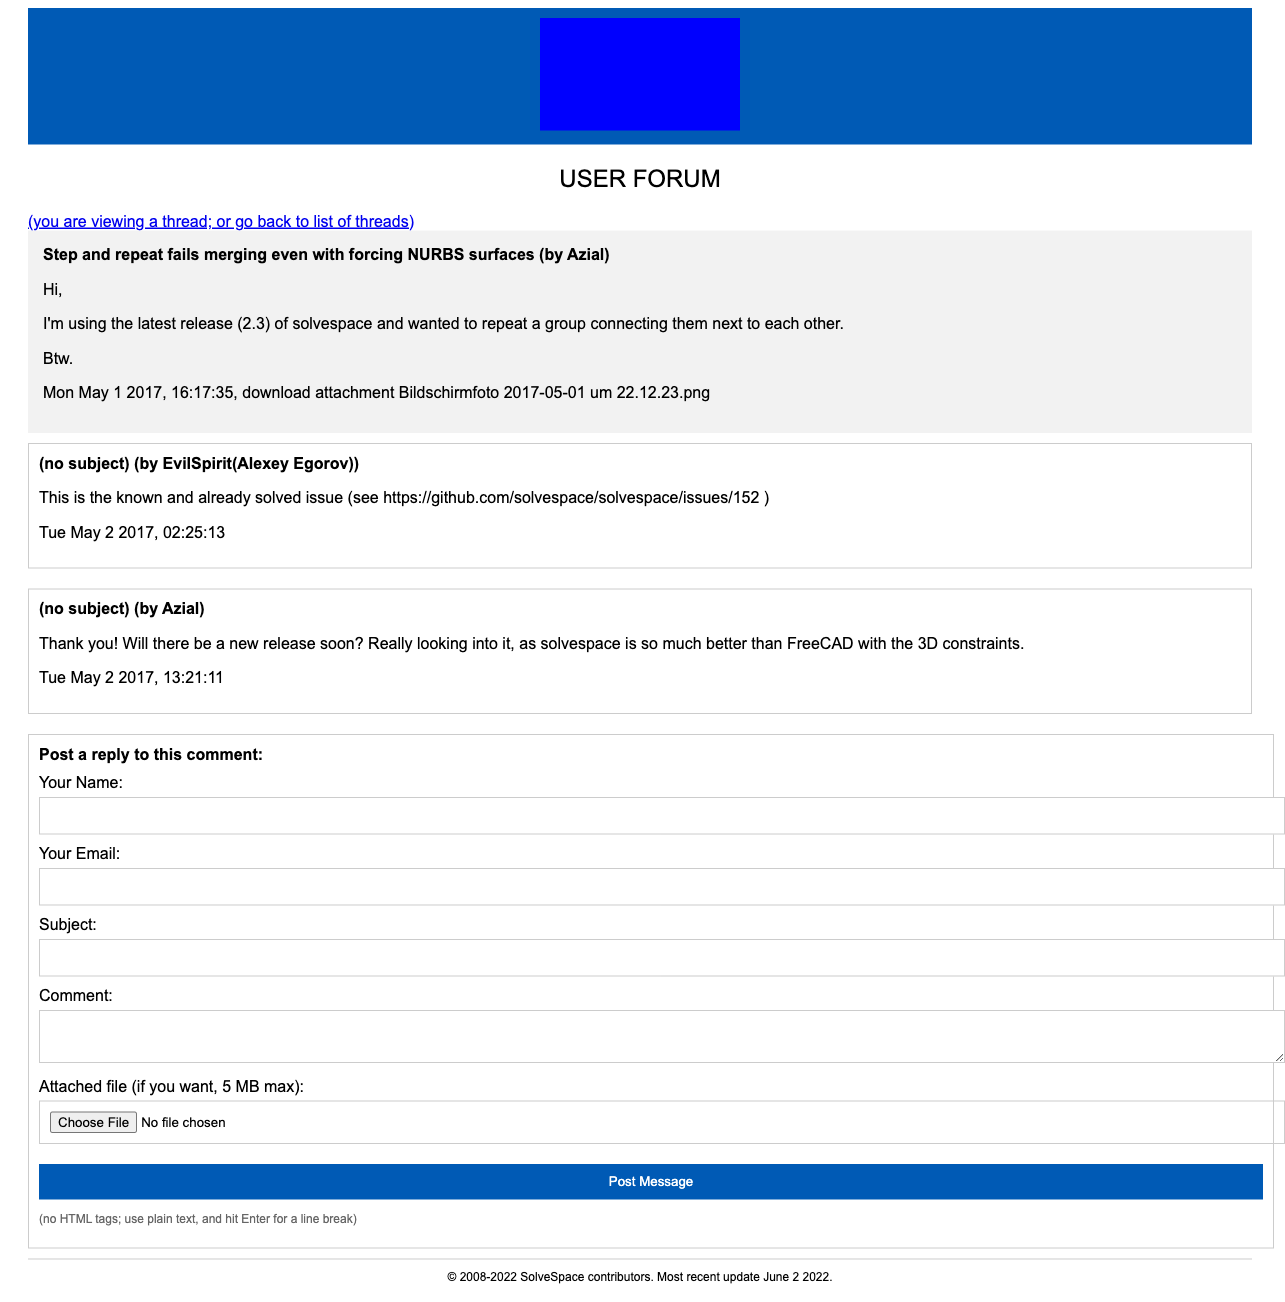 USER FORUM
(you are viewing a thread; or go back to list of threads)
Step and repeat fails merging even with forcing NURBS surfaces (by Azial)
Hi,
I'm using the latest release (2.3) of solvespace and wanted to repeat a group connecting them next to each other.
Btw.
Mon May 1 2017, 16:17:35, download attachment Bildschirmfoto 2017-05-01 um 22.12.23.png
(no subject) (by EvilSpirit(Alexey Egorov))
This is the known and already solved issue (see https://github.com/solvespace/solvespace/issues/152 )
Tue May 2 2017, 02:25:13
(no subject) (by Azial)
Thank you! Will there be a new release soon? Really looking into it, as solvespace is so much better than FreeCAD with the 3D constraints.
Tue May 2 2017, 13:21:11
Post a reply to this comment:
Your Name:
Your Email:
Subject:
Comment:
Attached file (if you want, 5 MB max):
Choose File No file chosen
Post Message
(no HTML tags; use plain text, and hit Enter for a line break)
© 2008-2022 SolveSpace contributors. Most recent update June 2 2022.